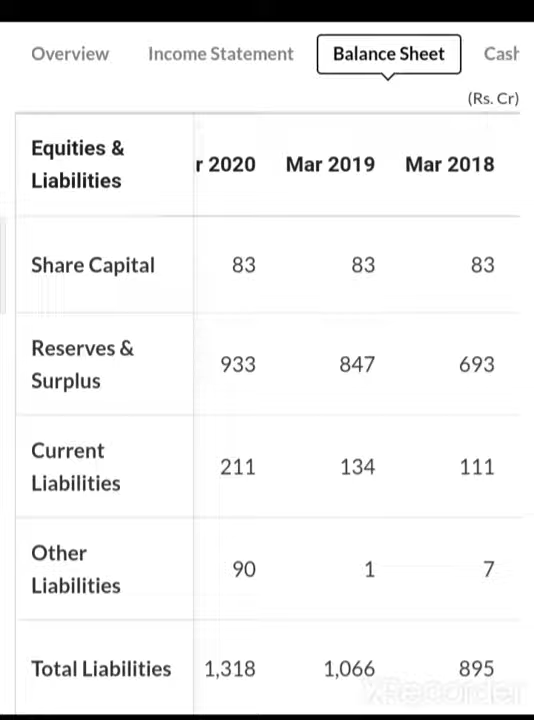 Overview Income Statement Balance Sheet Cash
(Rs. Cr)
Equities &
Liabilities
r 2020 Mar 2019 Mar 2018
Share Capital 83 83 83
Reserves &
Surplus
933 847 693
Current
Liabilities
211 134 111
Other
Liabilities
90 1 7
Total Liabilities 1,318 1,066 895
XRecorder